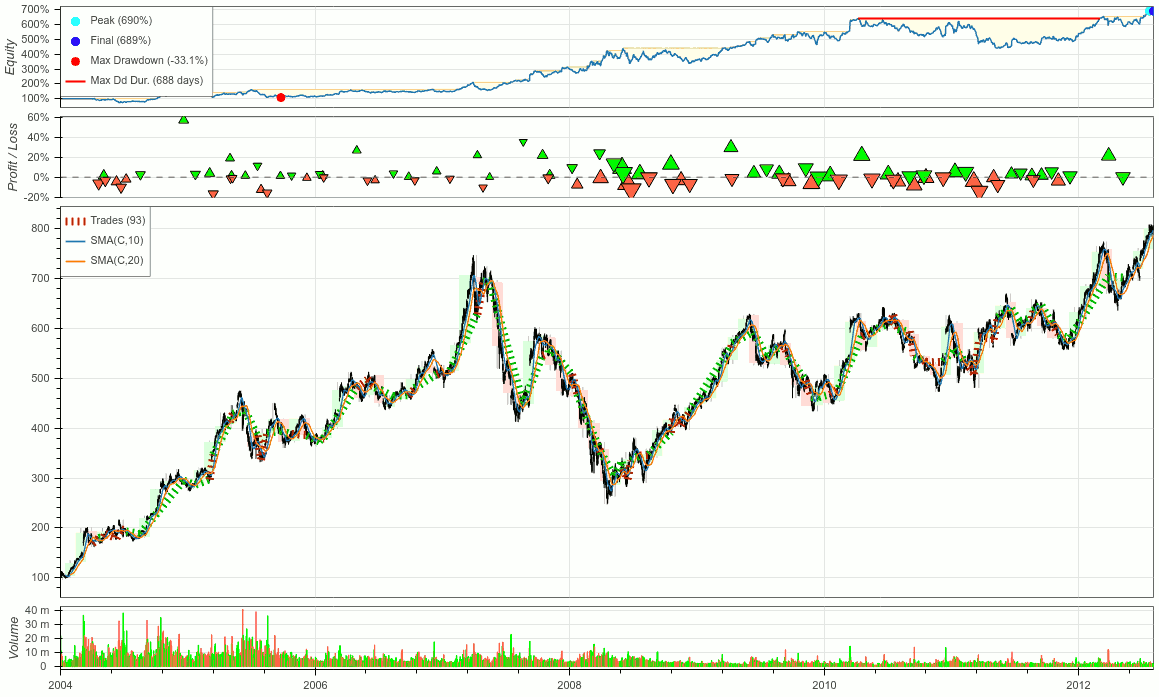 700%
600%
500%
400%
300%
200%
100%
Equity
Peak (690%)
Final (689%)
Max Drawdown (-33.1%)
Max Dd Dur. (688 days)
60%
40%
20%
0%
-20%
Profit / Loss
Trades (93)
SMA(C,10)
SMA(C,20)
800
700
600
500
400
300
200
100
40 m
30 m
20 m
10 m
0
Volume
2004
2006
2008
2010
2012